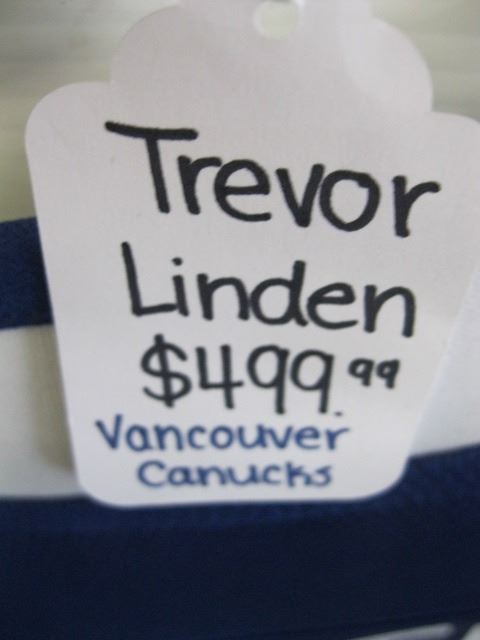 Trevor
Linden
$499.99
Vancouver
Canucks